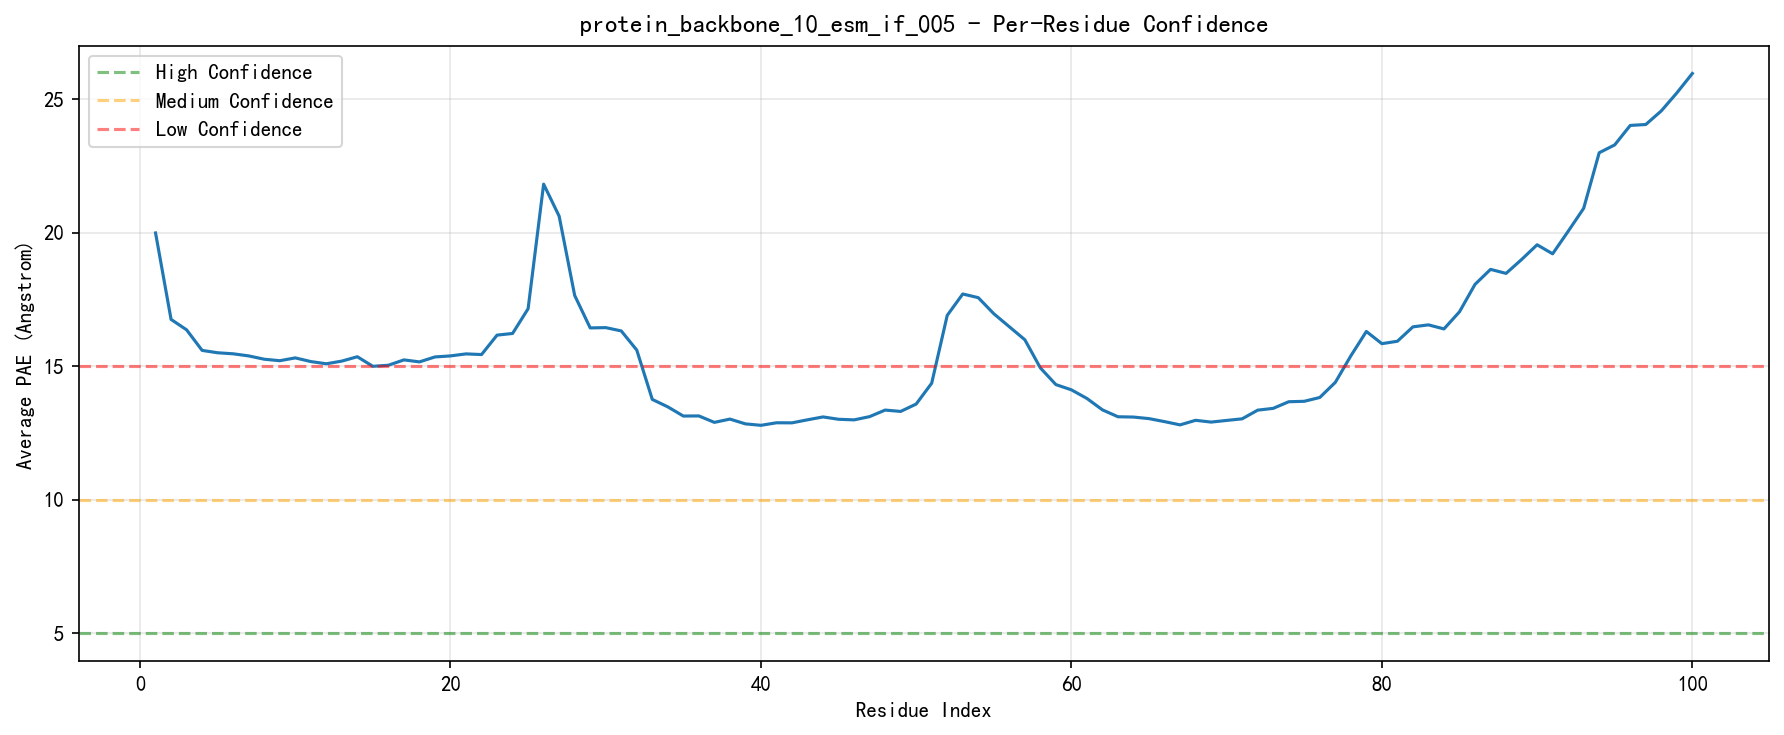 protein_backbone_10_esm_if_005 - Per-Residue Confidence
High Confidence
Medium Confidence
Low Confidence
Average PAE (Angstrom)
25
20
15
10
5
0 20 40 60 80 100
Residue Index